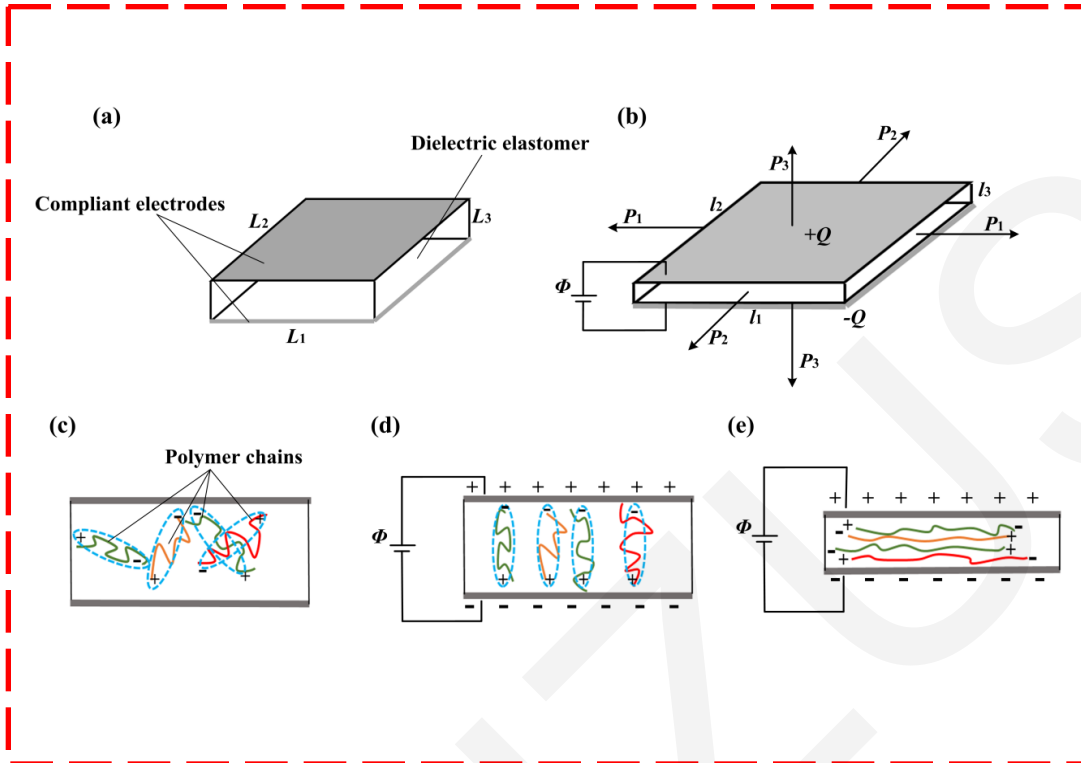 (a)
Dielectric elastomer
Compliant electrodes
L2
L3
L1
(b)
P2
P3
l3
l2
P1
+Q
P1
Φ
l1
-Q
P2
P3
(c)
Polymer chains
+ - + - - + - +
(d)
+ + + + + + +
Φ
- - - -
+ + + +
- - - - - - -
(e)
+ + + + + + +
Φ
+ -
- +
- +
+ -
- - - - - - -